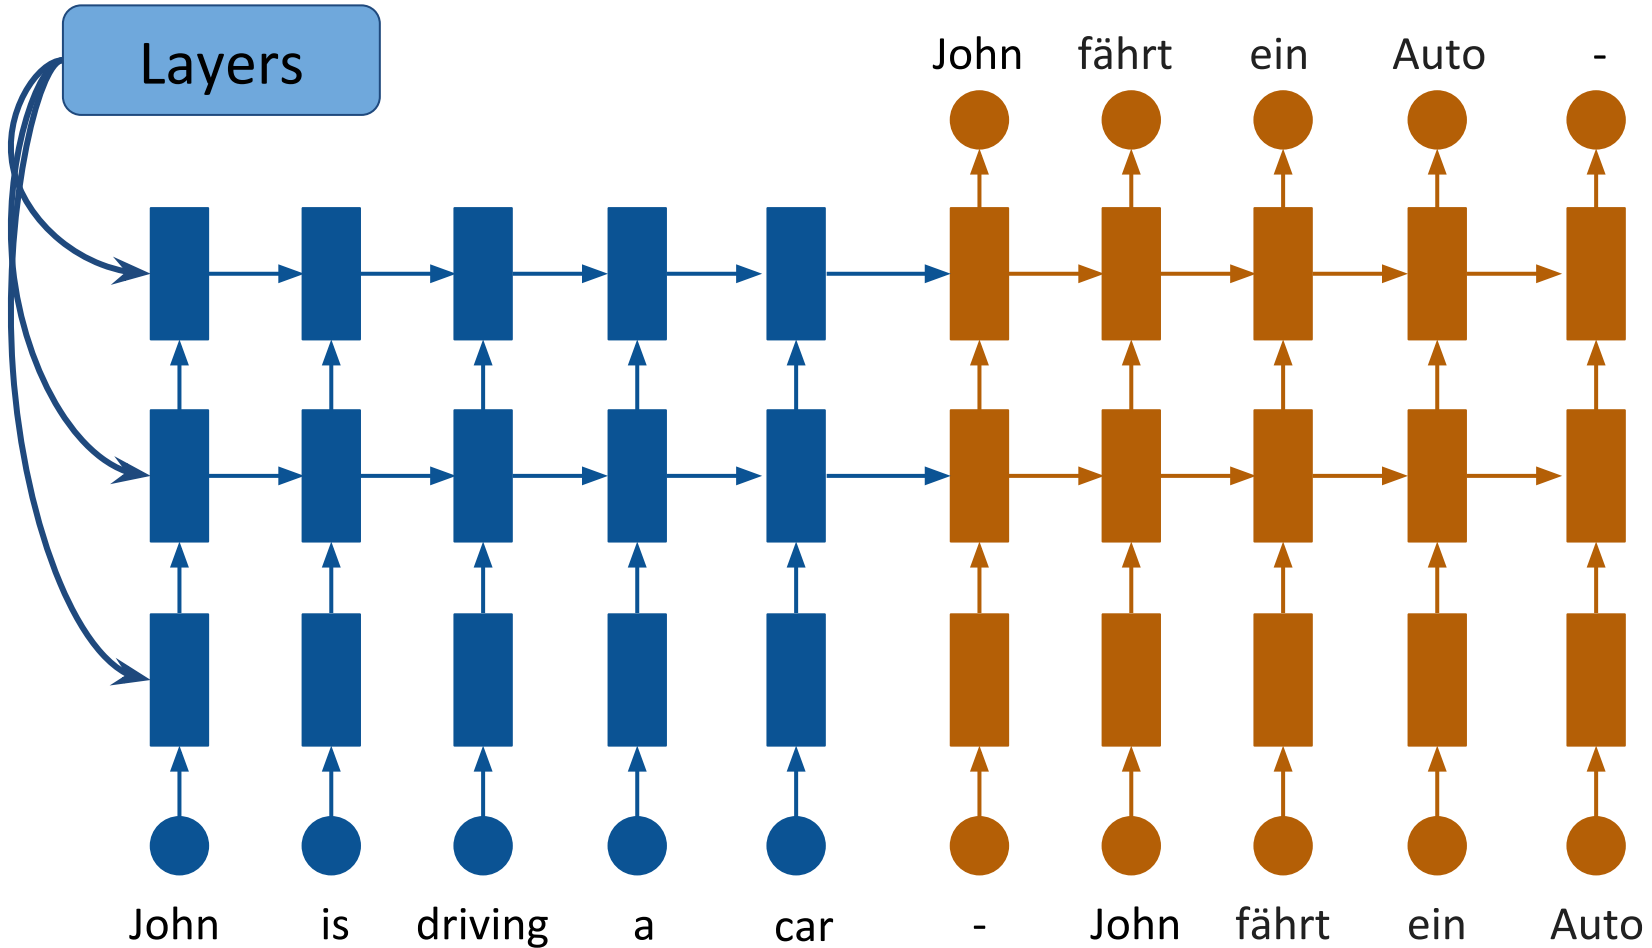 Layers
John fährt ein Auto -
John is driving a car - John fährt ein Auto